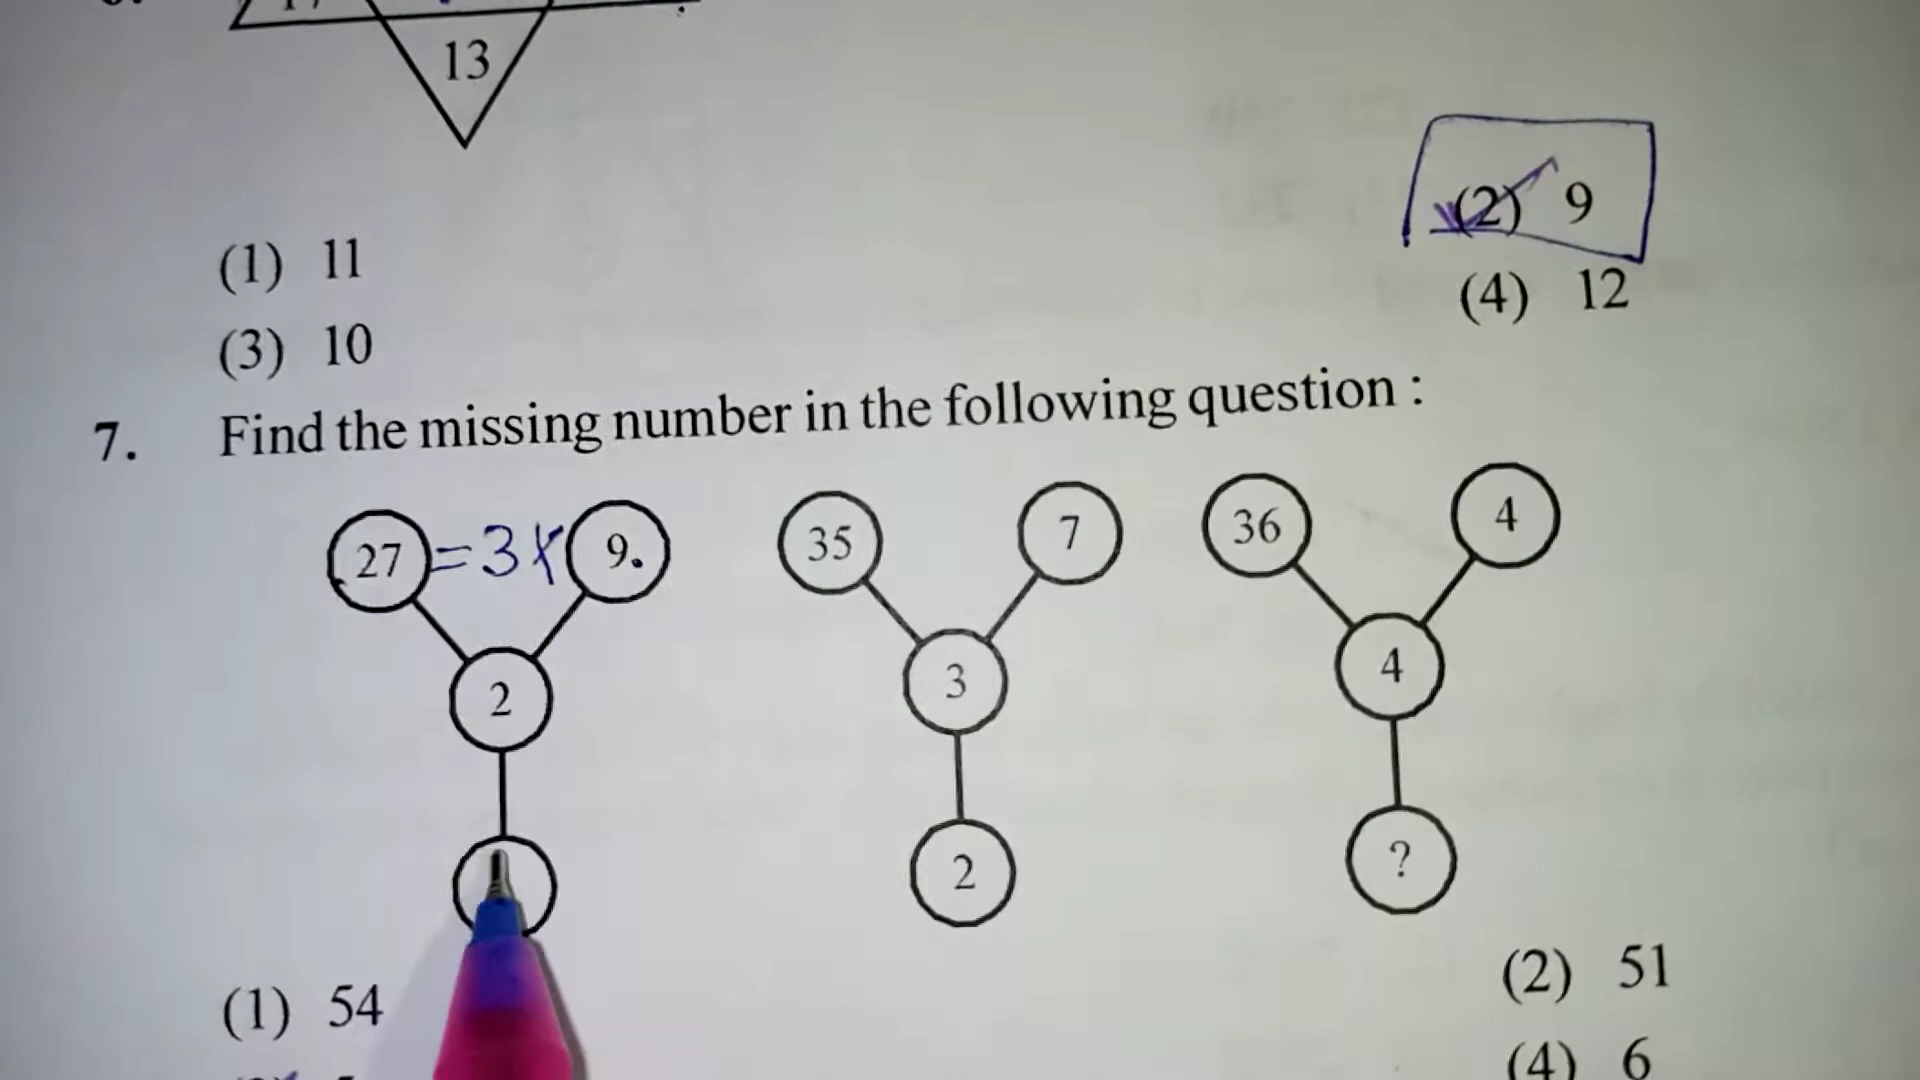 13
(2) 9
(1) 11
(4) 12
(3) 10
7. Find the missing number in the following question :
27 =3× 9. 35 7 36 4
2 3 4
2 ?
(1) 54 (2) 51
(4) 6